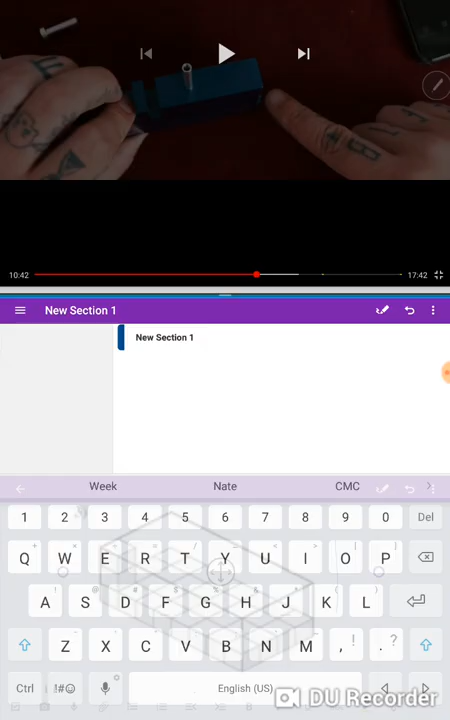 10:42
17:42
New Section 1
New Section 1
Week Nate CMC
1 2 3 4 5 6 7 8 9 0 Del
Q W E R T Y U I O P
A S D F G H J K L
Z X C V B N M , ! . ?
Ctrl !#☺ English (US)
DU Recorder